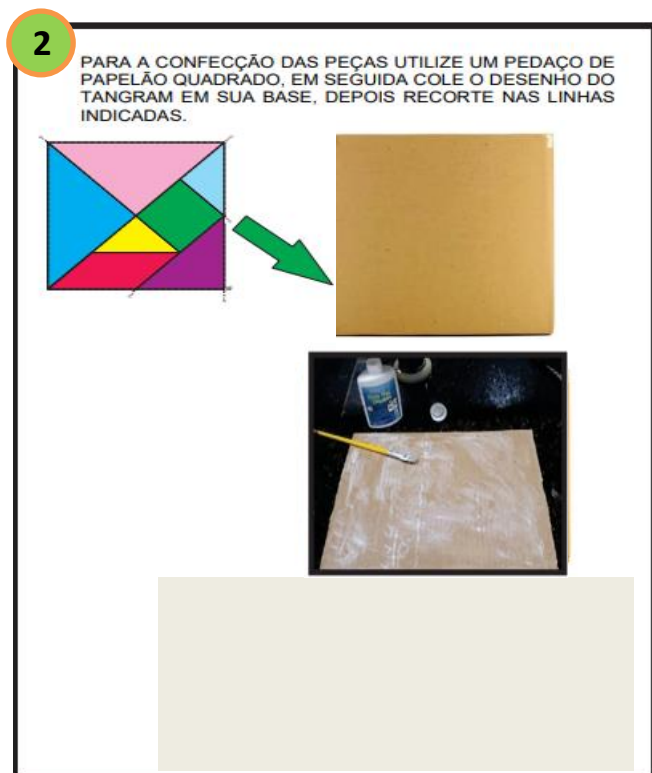 2
PARA A CONFECÇÃO DAS PEÇAS UTILIZE UM PEDAÇO DE
PAPELÃO QUADRADO, EM SEGUIDA COLE O DESENHO DO
TANGRAM EM SUA BASE, DEPOIS RECORTE NAS LINHAS
INDICADAS.